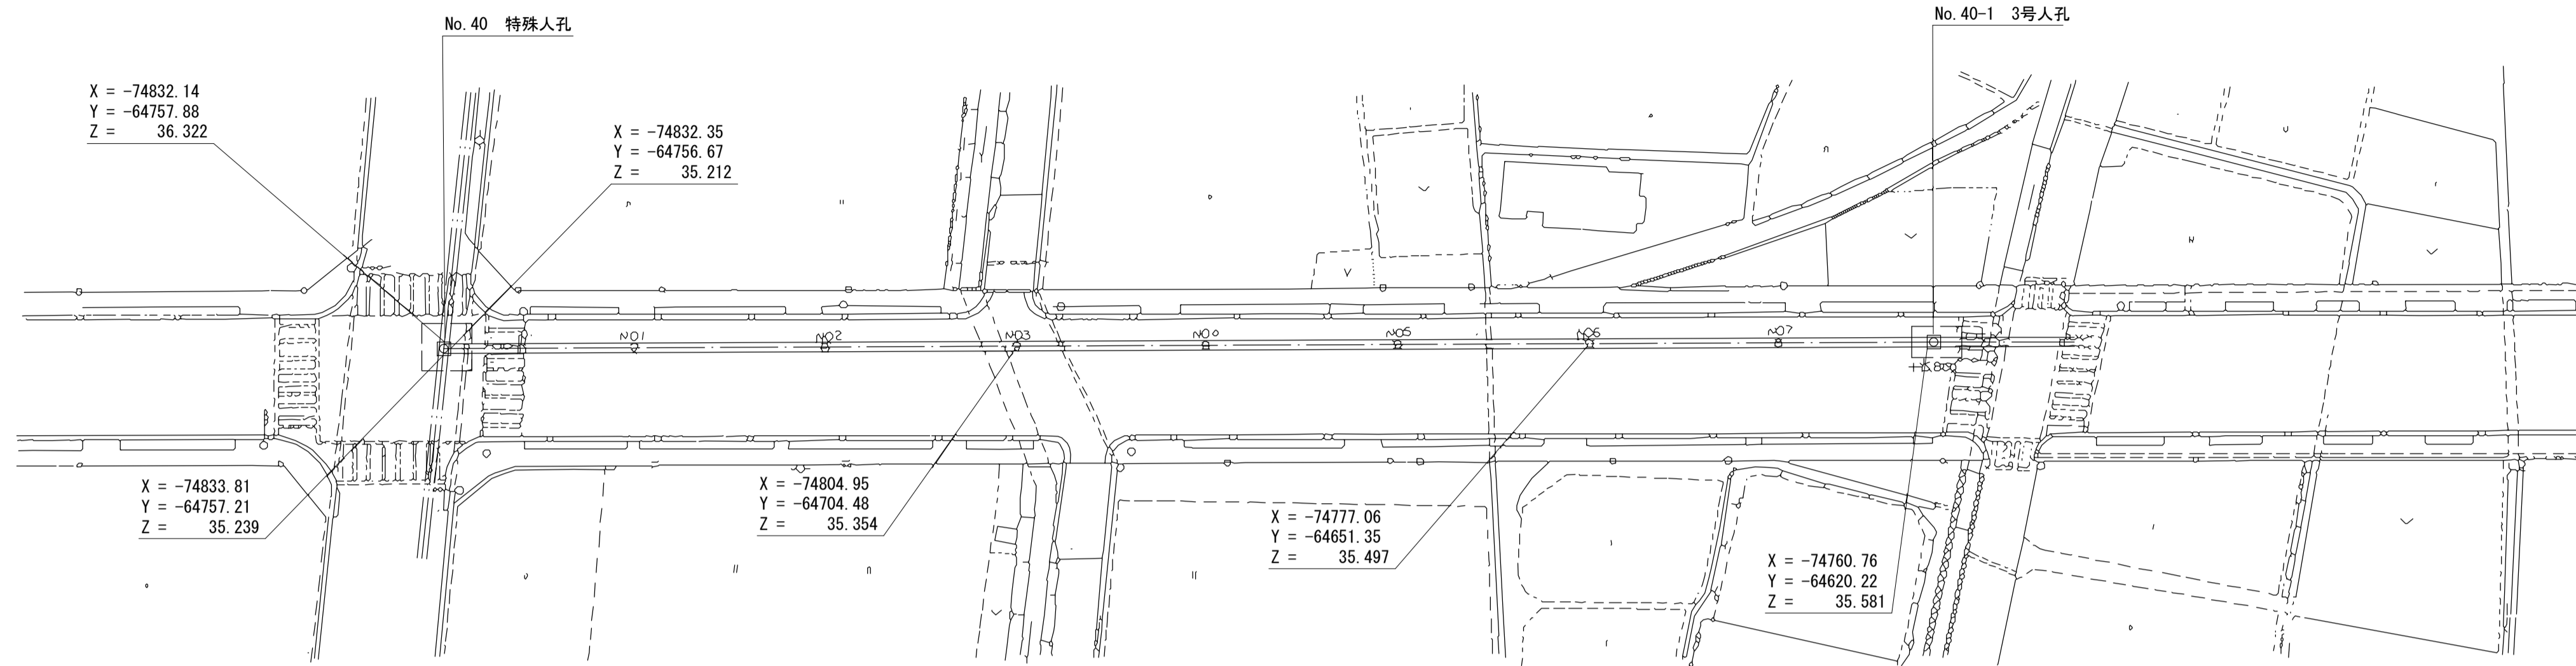 No.40 特殊人孔
No.40-1 3号人孔
X = -74832.14
Y = -64757.88
Z = 36.322
X = -74832.35
Y = -64756.67
Z = 35.212
NO1
NO2
NO3
NO5
NO6
NO7
X = -74833.81
Y = -64757.21
Z = 35.239
X = -74804.95
Y = -64704.48
Z = 35.354
X = -74777.06
Y = -64651.35
Z = 35.497
X = -74760.76
Y = -64620.22
Z = 35.581